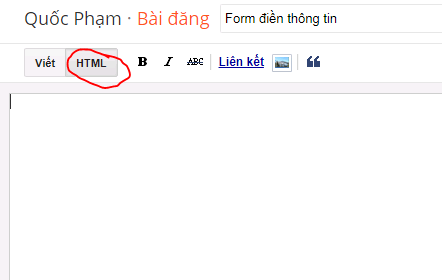 Quốc Phạm · Bài đăng Form điền thông tin
Viết HTML B I ABC Liên kết